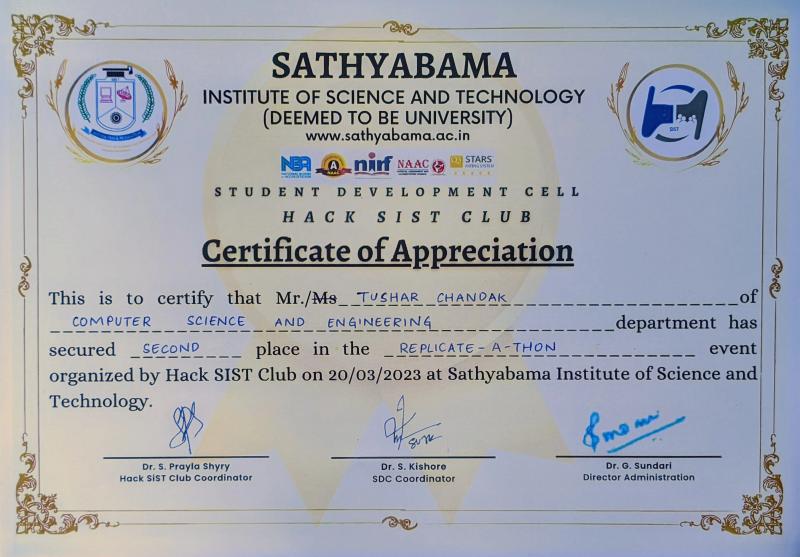 SATHYABAMA
INSTITUTE OF SCIENCE AND TECHNOLOGY
(DEEMED TO BE UNIVERSITY)
www.sathyabama.ac.in
NBA NAAC A nirf NAAC STARS
STUDENT DEVELOPMENT CELL
HACK SIST CLUB
Certificate of Appreciation
This is to certify that Mr./Ms TUSHAR CHANDAK of
COMPUTER SCIENCE AND ENGINEERING department has
secured SECOND place in the REPLICATE-A-THON event
organized by Hack SIST Club on 20/03/2023 at Sathyabama Institute of Science and
Technology.
Dr. S. Prayla Shyry
Hack SiST Club Coordinator
Dr. S. Kishore
SDC Coordinator
Dr. G. Sundari
Director Administration
SIST